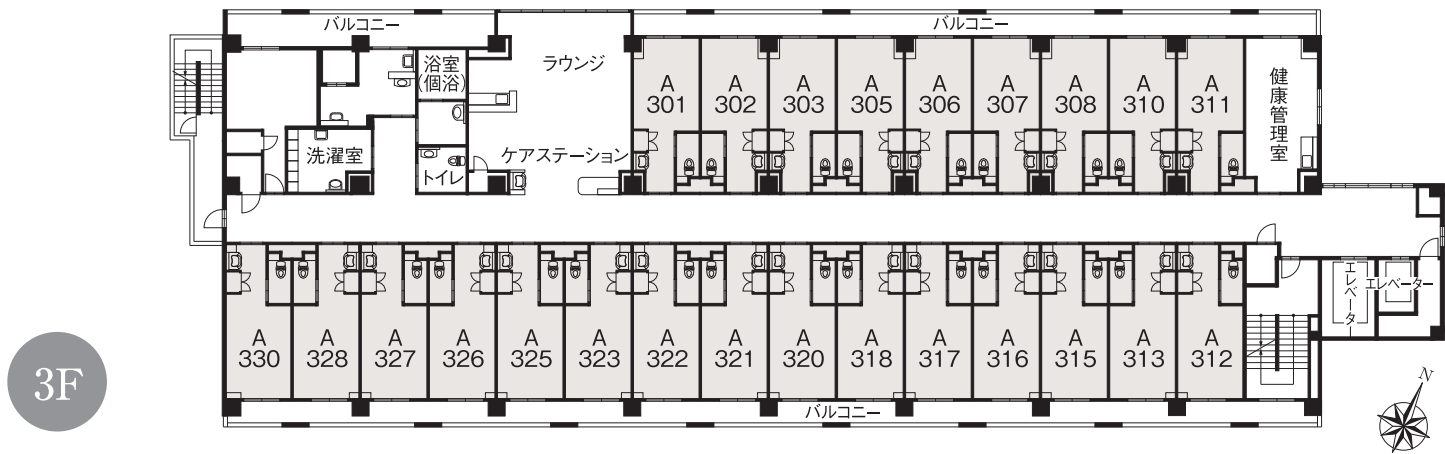 バルコニー
バルコニー
浴室
(個浴)
ラウンジ
A
301
A
302
A
303
A
305
A
306
A
307
A
308
A
310
A
311
健康管理室
洗濯室
トイレ
ケアステーション
A
330
A
328
A
327
A
326
A
325
A
323
A
322
A
321
A
320
A
318
A
317
A
316
A
315
A
313
A
312
エレベーター
エレベーター
バルコニー
3F
N